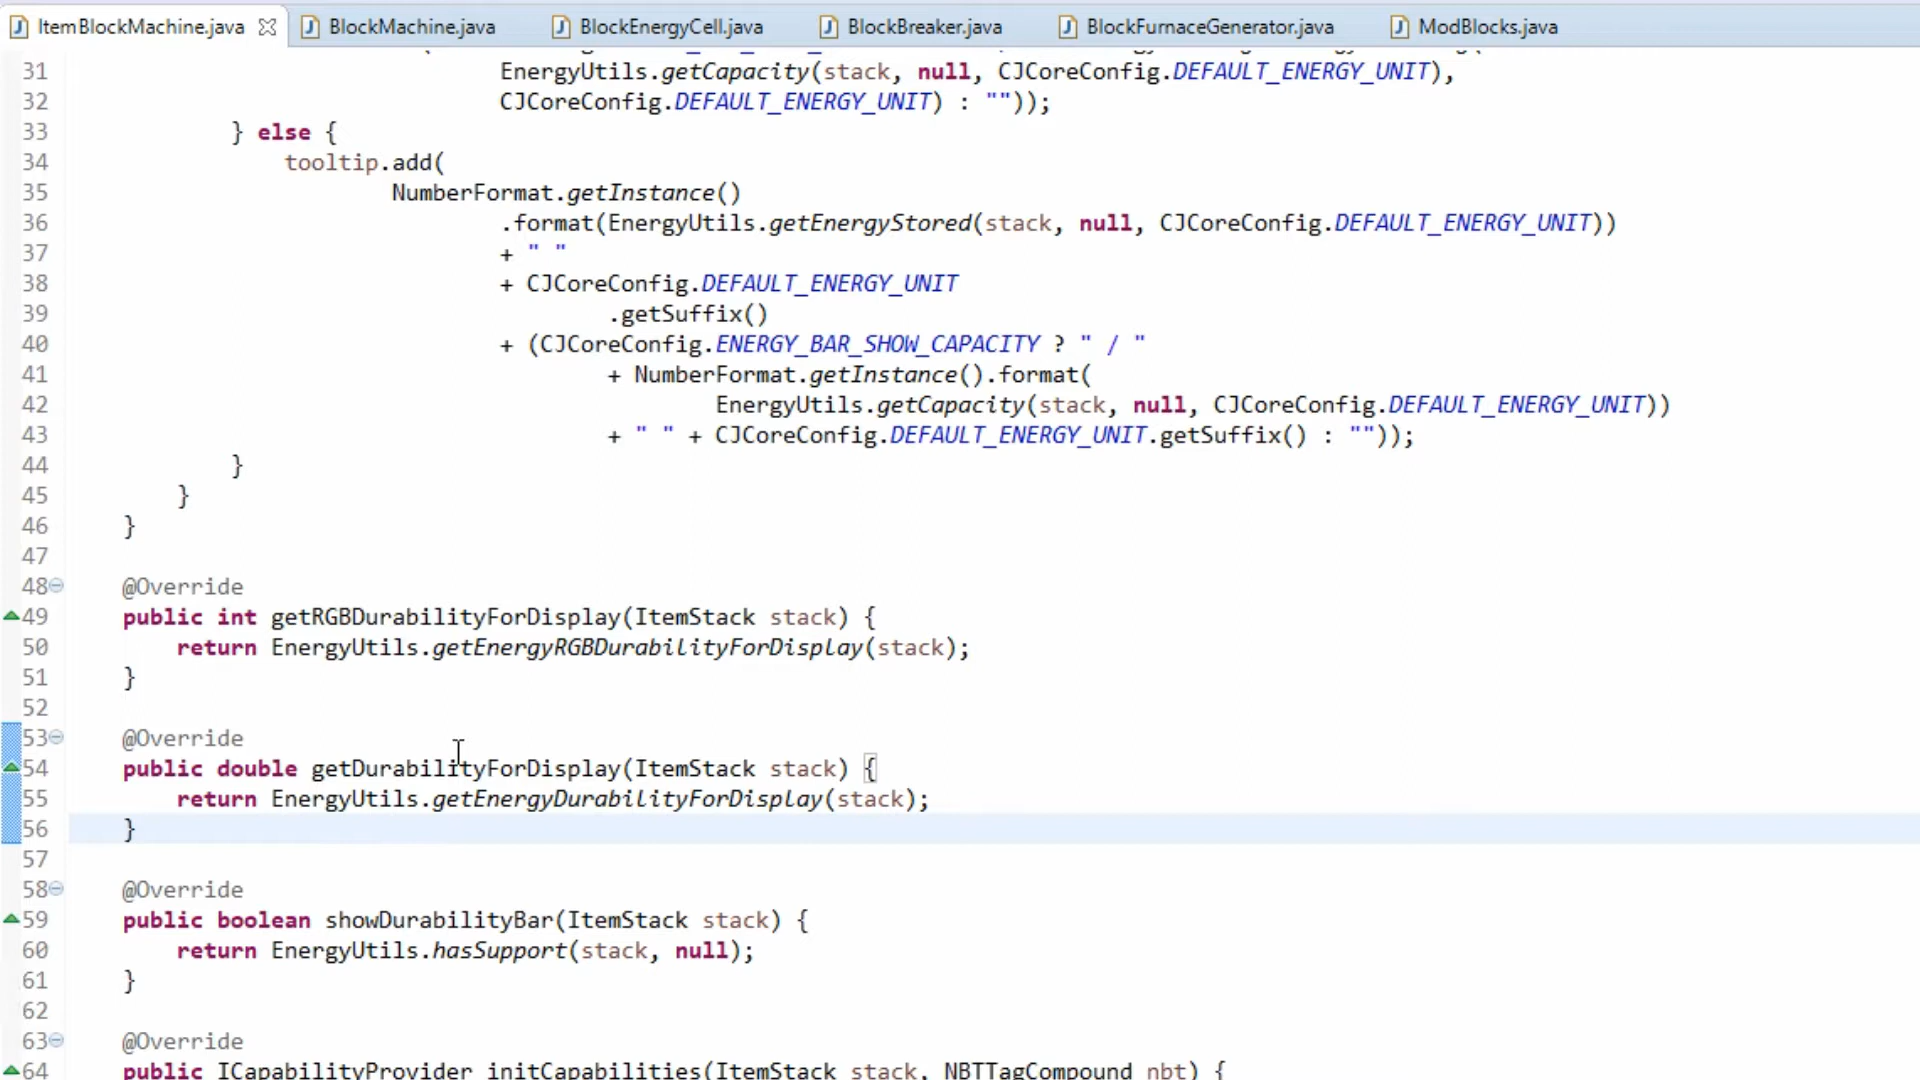 ItemBlockMachine.java BlockMachine.java BlockEnergyCell.java BlockBreaker.java BlockFurnaceGenerator.java ModBlocks.java
31 EnergyUtils.getCapacity(stack, null, CJCoreConfig.DEFAULT_ENERGY_UNIT),
32 CJCoreConfig.DEFAULT_ENERGY_UNIT) : ""));
33 } else {
34 tooltip.add(
35 NumberFormat.getInstance()
36 .format(EnergyUtils.getEnergyStored(stack, null, CJCoreConfig.DEFAULT_ENERGY_UNIT))
37 + " "
38 + CJCoreConfig.DEFAULT_ENERGY_UNIT
39 .getSuffix()
40 + (CJCoreConfig.ENERGY_BAR_SHOW_CAPACITY ? " / "
41 + NumberFormat.getInstance().format(
42 EnergyUtils.getCapacity(stack, null, CJCoreConfig.DEFAULT_ENERGY_UNIT))
43 + " " + CJCoreConfig.DEFAULT_ENERGY_UNIT.getSuffix() : ""));
44 }
45 }
46 }
47
48 @Override
49 public int getRGBDurabilityForDisplay(ItemStack stack) {
50 return EnergyUtils.getEnergyRGBDurabilityForDisplay(stack);
51 }
52
53 @Override
54 public double getDurabilityForDisplay(ItemStack stack) {
55 return EnergyUtils.getEnergyDurabilityForDisplay(stack);
56 }
57
58 @Override
59 public boolean showDurabilityBar(ItemStack stack) {
60 return EnergyUtils.hasSupport(stack, null);
61 }
62
63 @Override
64 public ICapabilityProvider initCapabilities(ItemStack stack, NBTTagCompound nbt) {